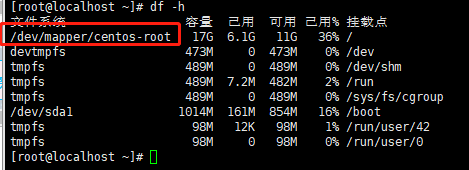 [root@localhost ~]# df -h
文件系统 容量 已用 可用 已用% 挂载点
/dev/mapper/centos-root 17G 6.1G 11G 36% /
devtmpfs 473M 0 473M 0% /dev
tmpfs 489M 0 489M 0% /dev/shm
tmpfs 489M 7.2M 482M 2% /run
tmpfs 489M 0 489M 0% /sys/fs/cgroup
/dev/sda1 1014M 161M 854M 16% /boot
tmpfs 98M 12K 98M 1% /run/user/42
tmpfs 98M 0 98M 0% /run/user/0
[root@localhost ~]#